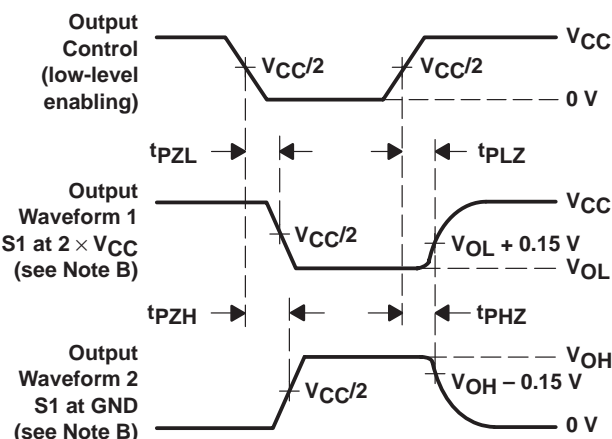 Output
Control
(low-level
enabling)
VCC/2
VCC/2
VCC
0 V
tPZL
tPLZ
Output
Waveform 1
S1 at 2 × VCC
(see Note B)
VCC/2
VCC
VOL + 0.15 V
VOL
tPZH
tPHZ
Output
Waveform 2
S1 at GND
(see Note B)
VCC/2
VOH
VOH – 0.15 V
0 V